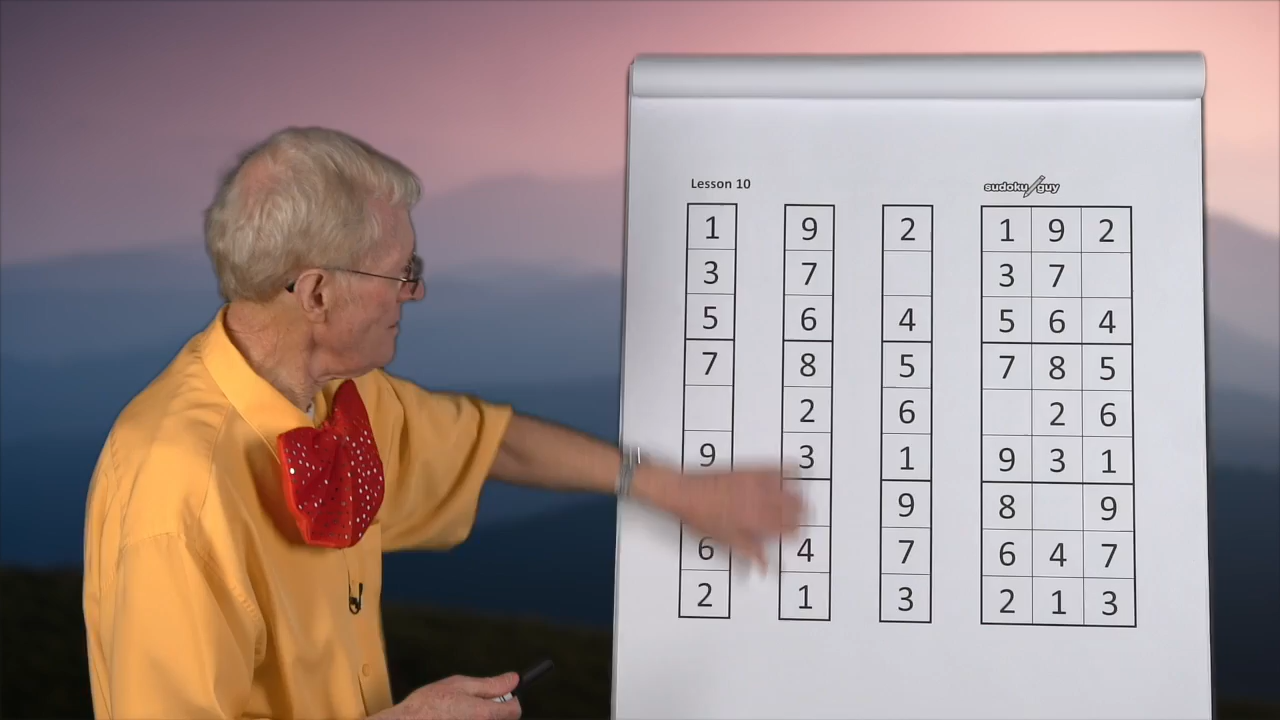 Lesson 10
sudoku guy
1 9 2 1 9 2
3 7 3 7
5 6 4 5 6 4
7 8 5 7 8 5
2 6 2 6
9 3 1 9 3 1
9 8 9
6 4 7 6 4 7
2 1 3 2 1 3